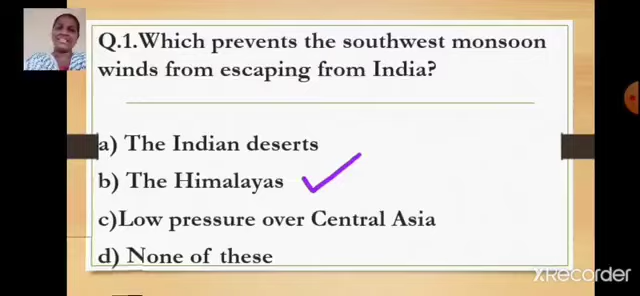 Q.1.Which prevents the southwest monsoon
winds from escaping from India?
a) The Indian deserts
b) The Himalayas
c)Low pressure over Central Asia
d) None of these
XRecorder